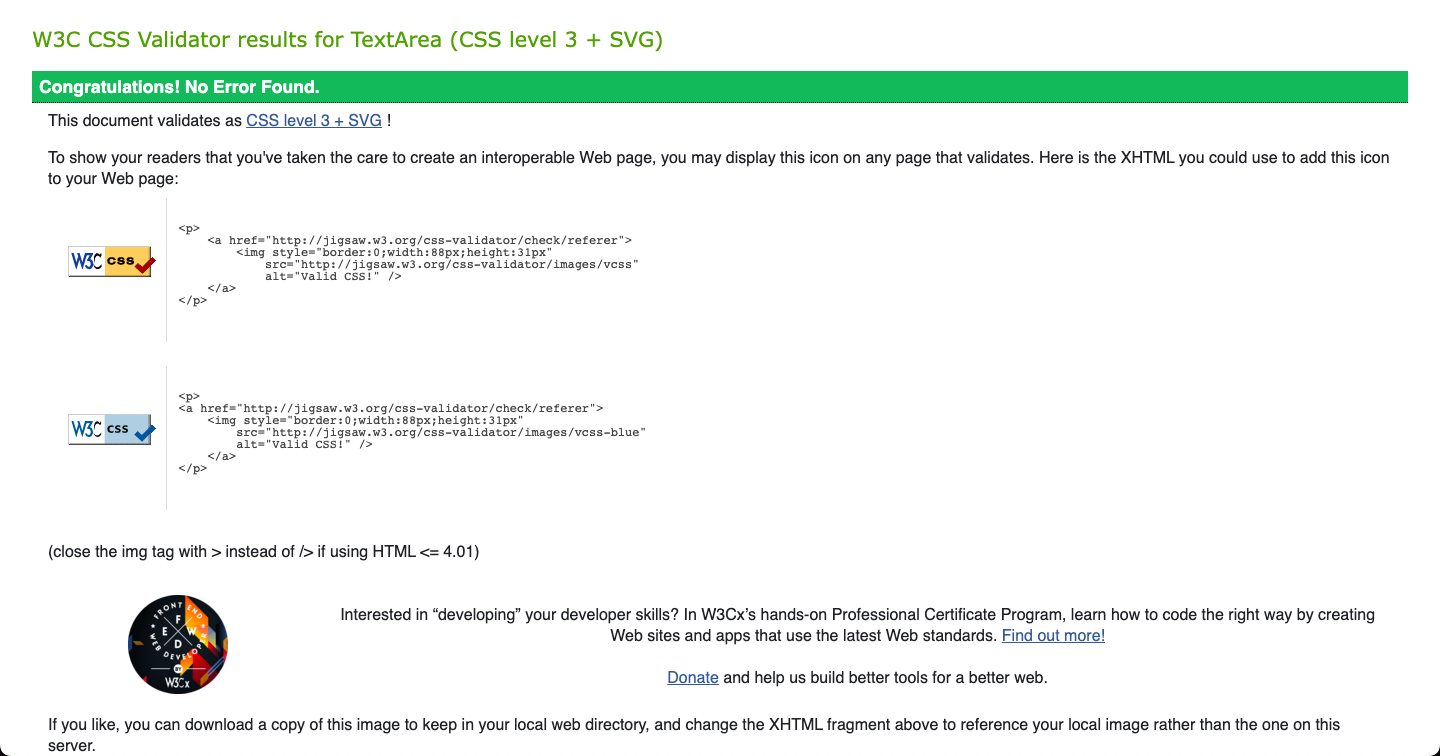 W3C CSS Validator results for TextArea (CSS level 3 + SVG)
Congratulations! No Error Found.
This document validates as CSS level 3 + SVG !
To show your readers that you've taken the care to create an interoperable Web page, you may display this icon on any page that validates. Here is the XHTML you could use to add this icon
to your Web page:
W3C css
<p>
    <a href="http://jigsaw.w3.org/css-validator/check/referer">
        <img style="border:0;width:88px;height:31px"
            src="http://jigsaw.w3.org/css-validator/images/vcss"
            alt="Valid CSS!" />
    </a>
</p>
W3C css
<p>
<a href="http://jigsaw.w3.org/css-validator/check/referer">
    <img style="border:0;width:88px;height:31px"
        src="http://jigsaw.w3.org/css-validator/images/vcss-blue"
        alt="Valid CSS!" />
    </a>
</p>
(close the img tag with > instead of /> if using HTML <= 4.01)
FRONT END
F
E W
D
WEB DEVELOPER
BY
W3Cx
Interested in “developing” your developer skills? In W3Cx’s hands-on Professional Certificate Program, learn how to code the right way by creating
Web sites and apps that use the latest Web standards. Find out more!
Donate and help us build better tools for a better web.
If you like, you can download a copy of this image to keep in your local web directory, and change the XHTML fragment above to reference your local image rather than the one on this
server.